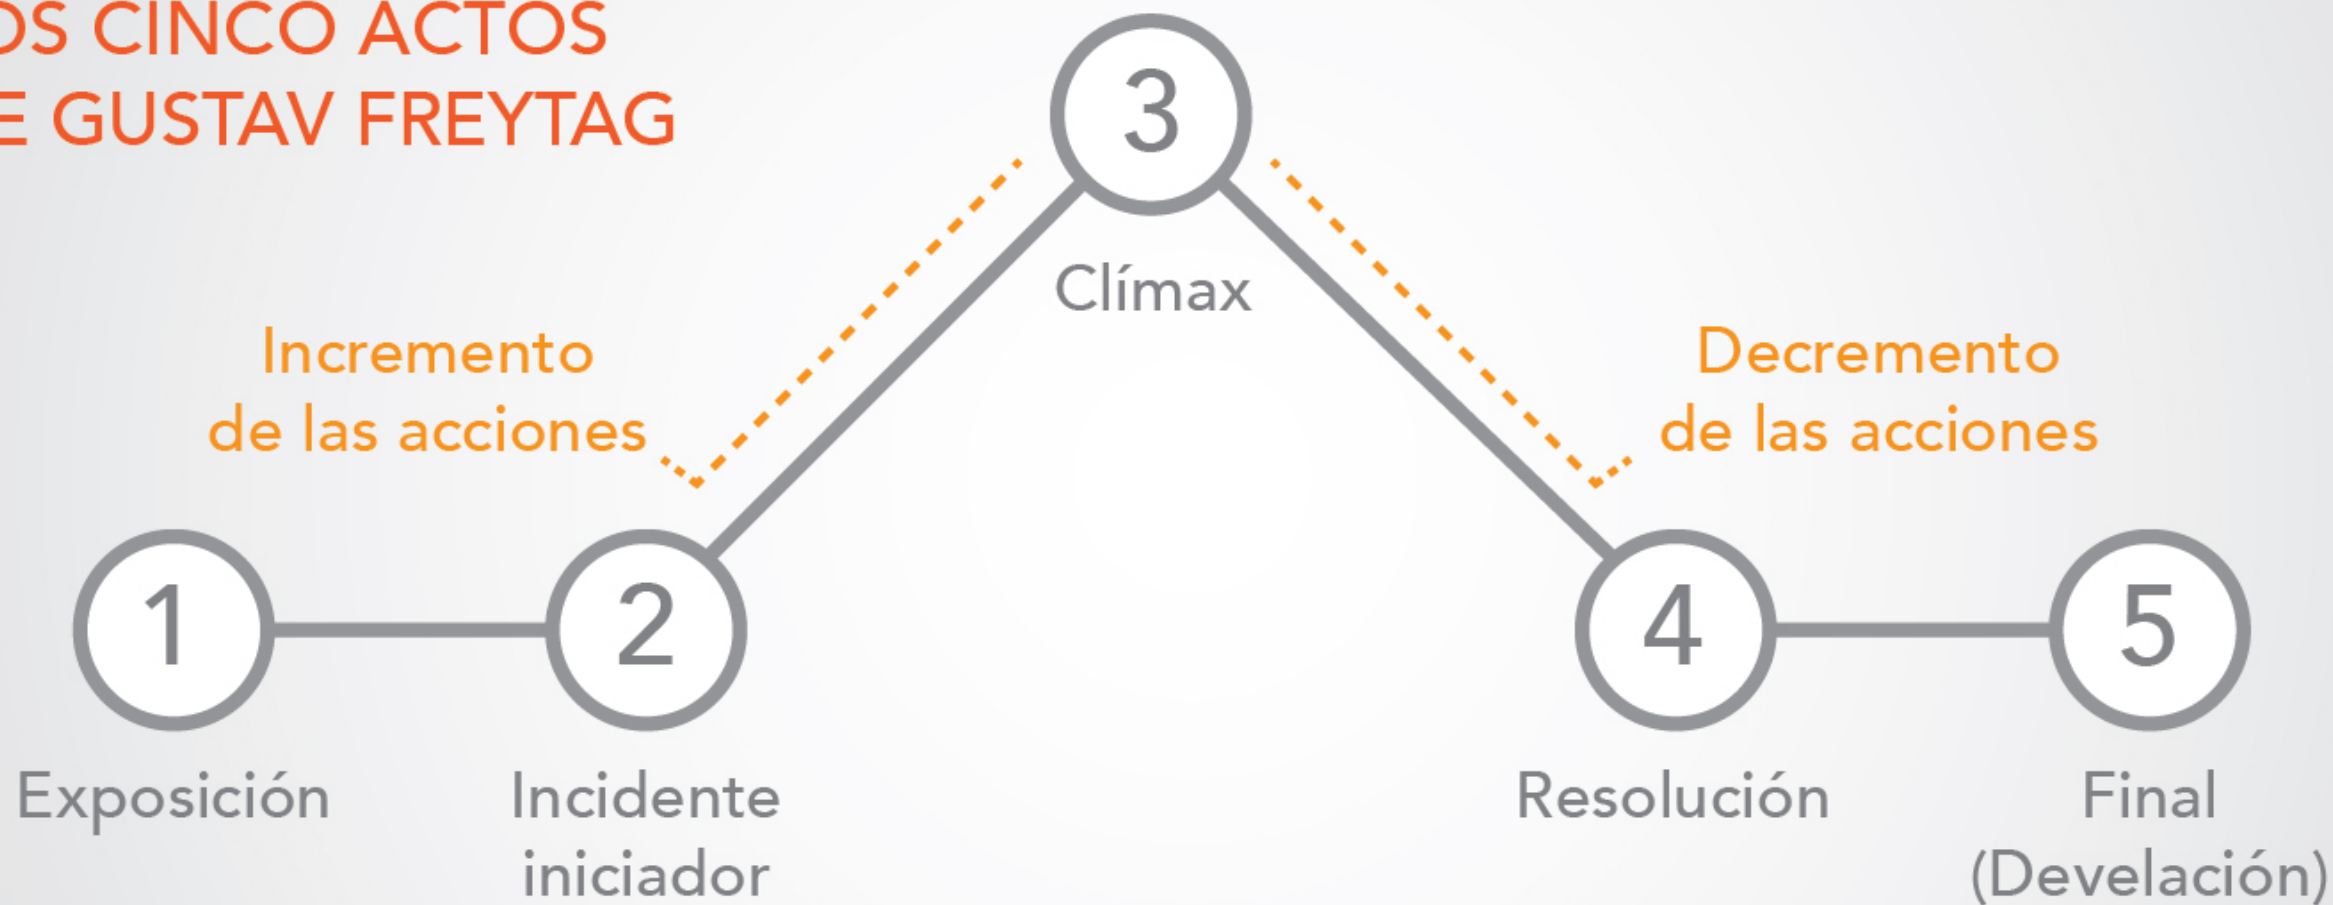 OS CINCO ACTOS
E GUSTAV FREYTAG
3
Clímax
Incremento
de las acciones
Decremento
de las acciones
1
2
4
5
Exposición
Incidente
iniciador
Resolución
Final
(Develación)